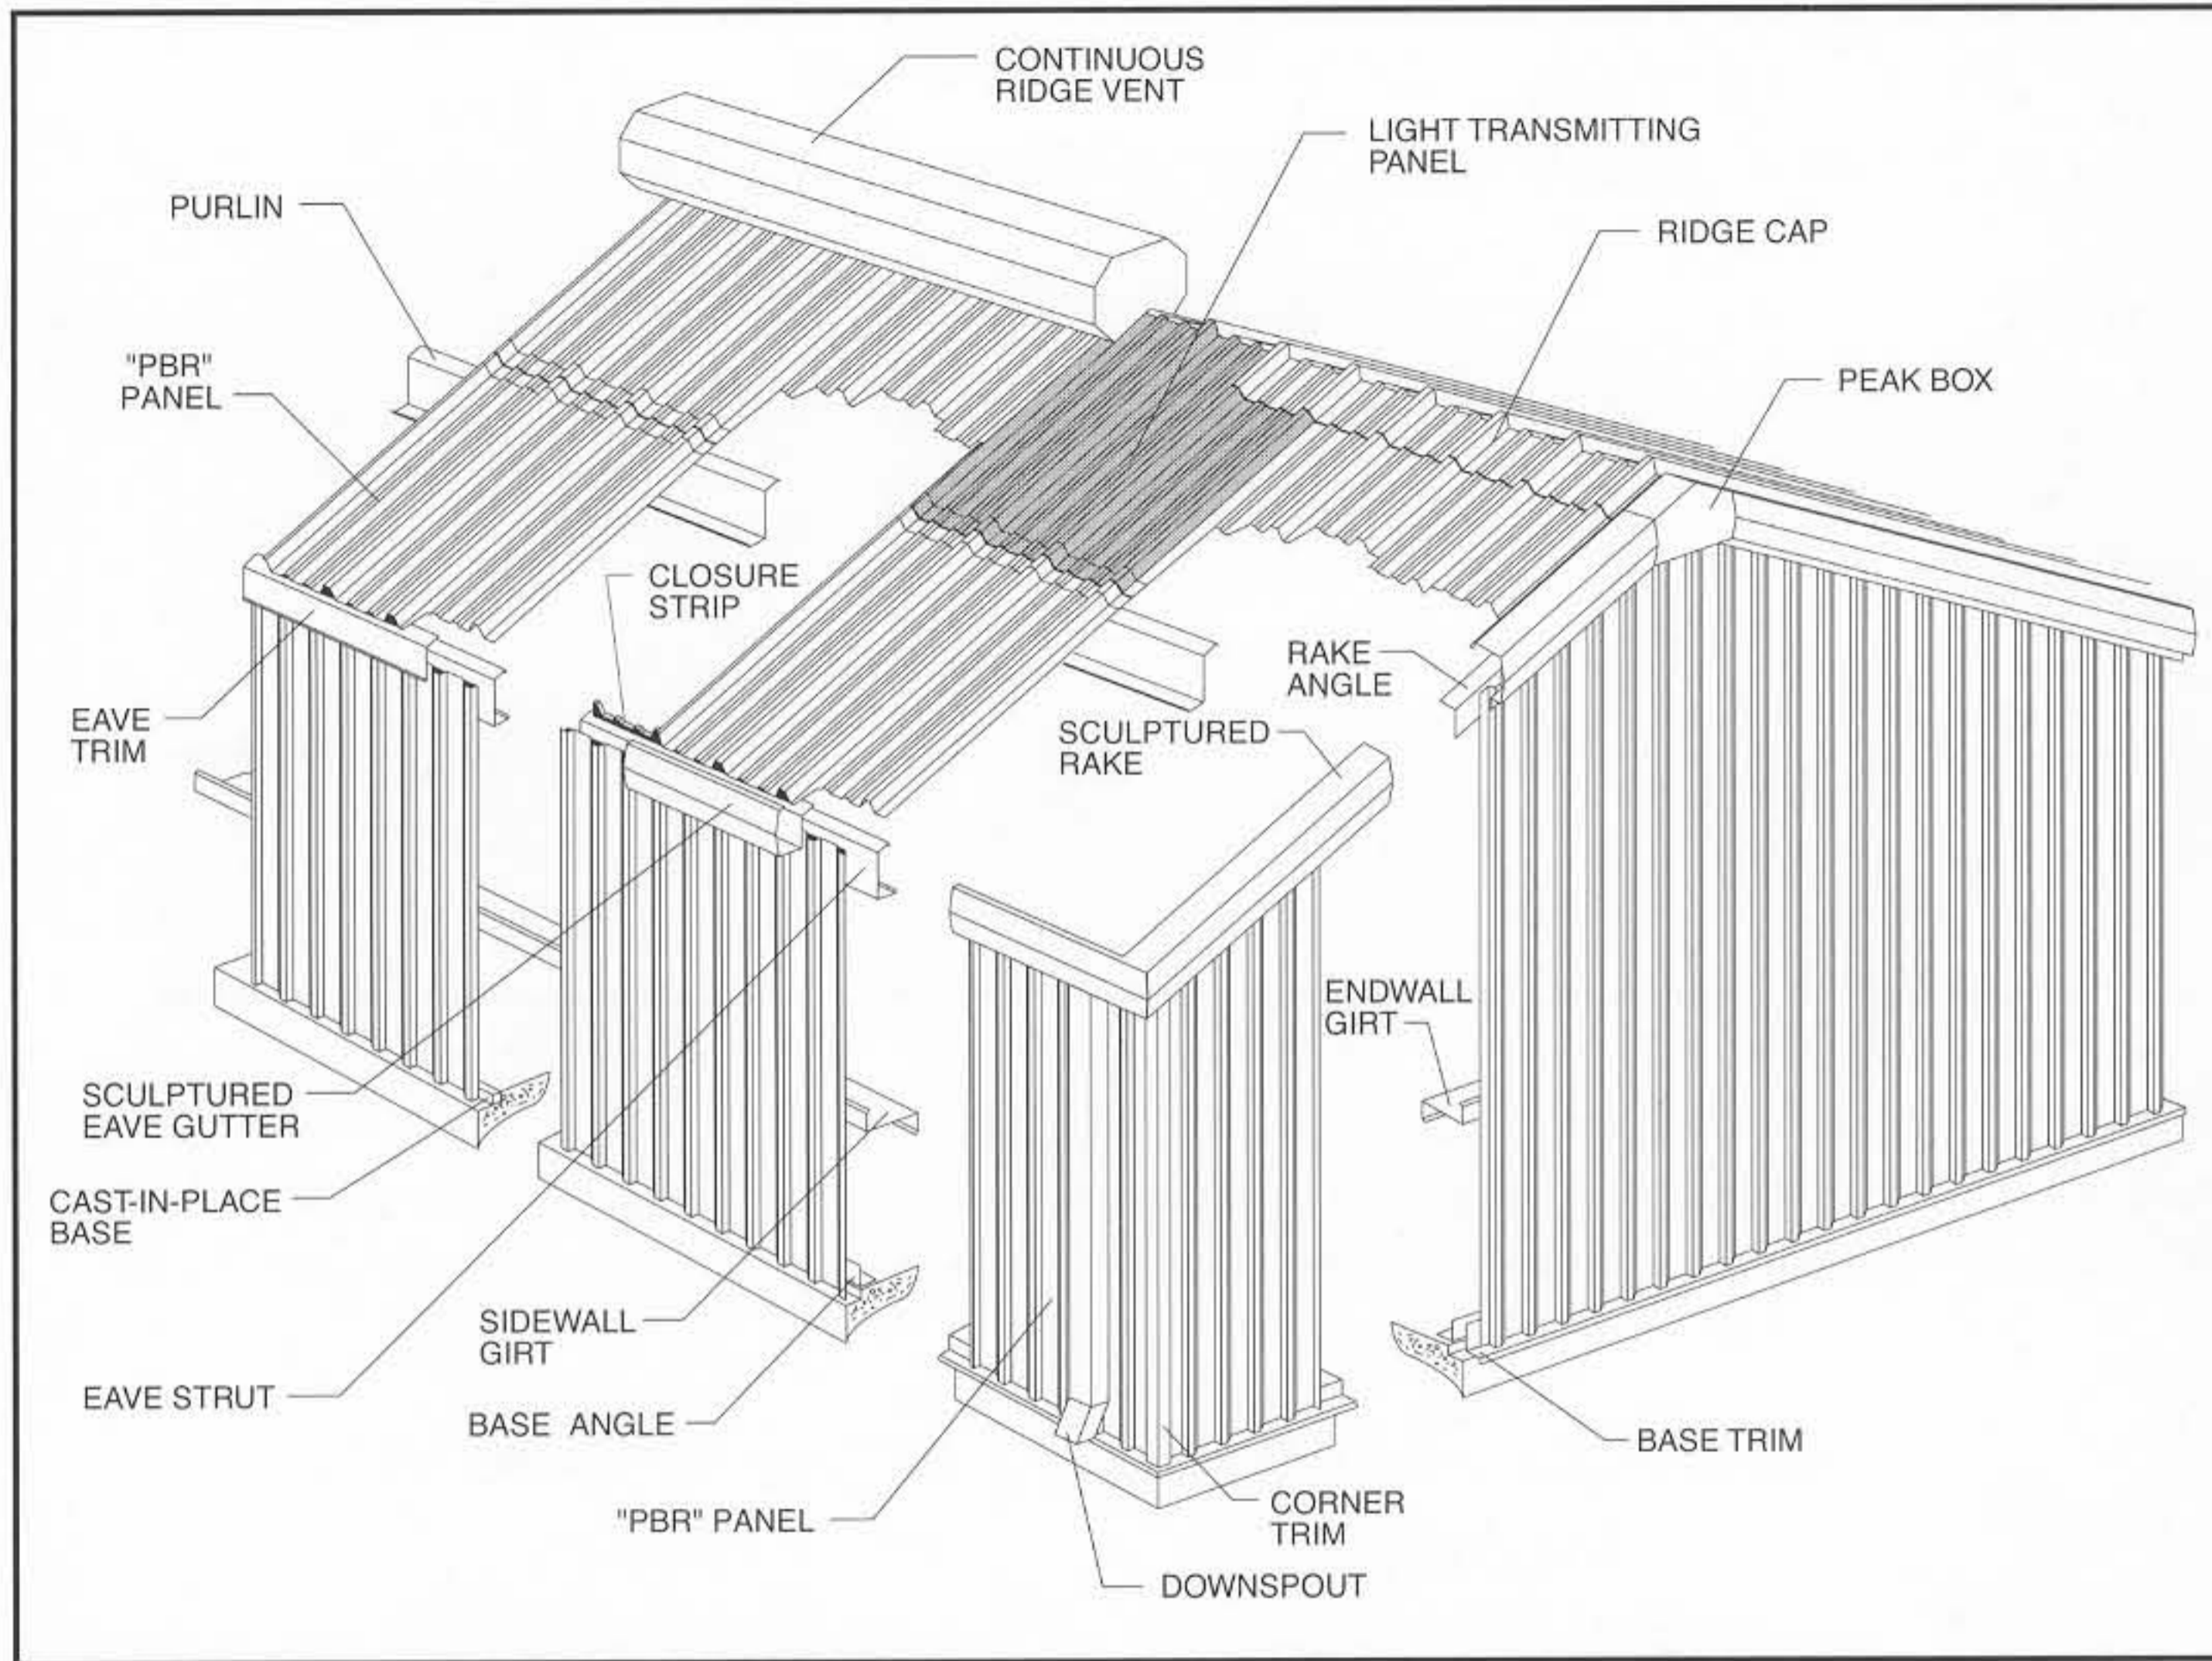 CONTINUOUS
RIDGE VENT
LIGHT TRANSMITTING
PANEL
PURLIN
RIDGE CAP
"PBR"
PANEL
PEAK BOX
CLOSURE
STRIP
RAKE
ANGLE
EAVE
TRIM
SCULPTURED
RAKE
ENDWALL
GIRT
SCULPTURED
EAVE GUTTER
CAST-IN-PLACE
BASE
SIDEWALL
GIRT
EAVE STRUT
BASE ANGLE
BASE TRIM
"PBR" PANEL
CORNER
TRIM
DOWNSPOUT